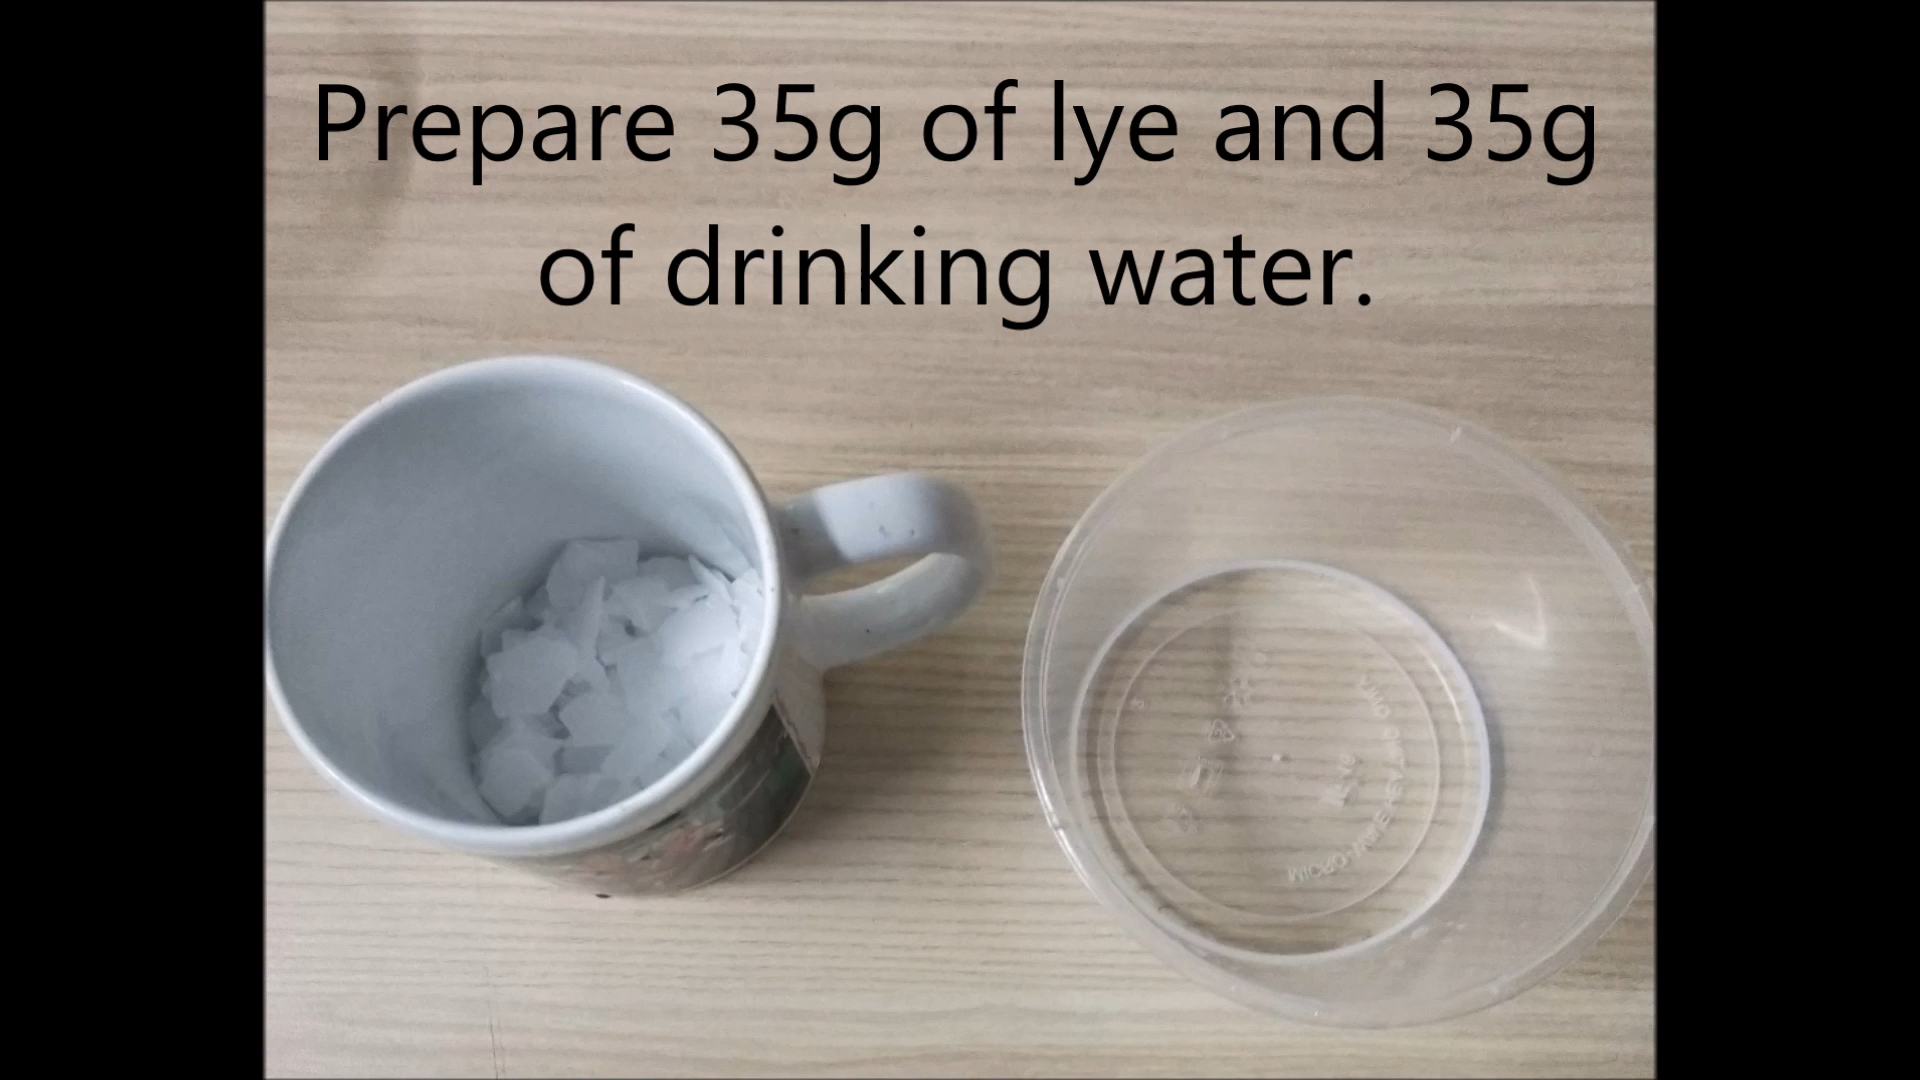 Prepare 35g of lye and 35g
of drinking water.